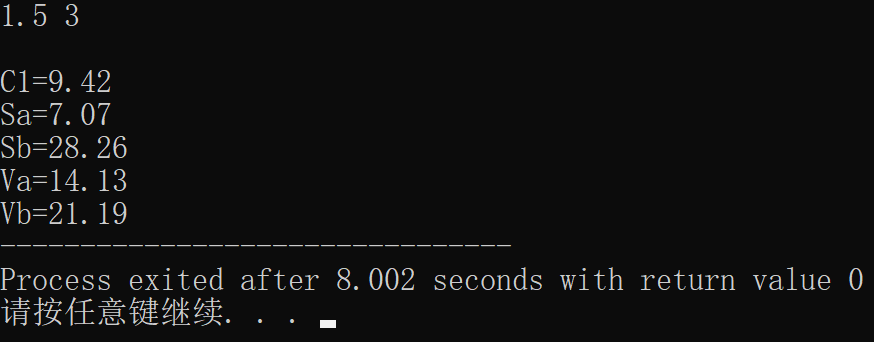 1.5 3
C1=9.42
Sa=7.07
Sb=28.26
Va=14.13
Vb=21.19
--------------------------------
Process exited after 8.002 seconds with return value 0
请按任意键继续. . .